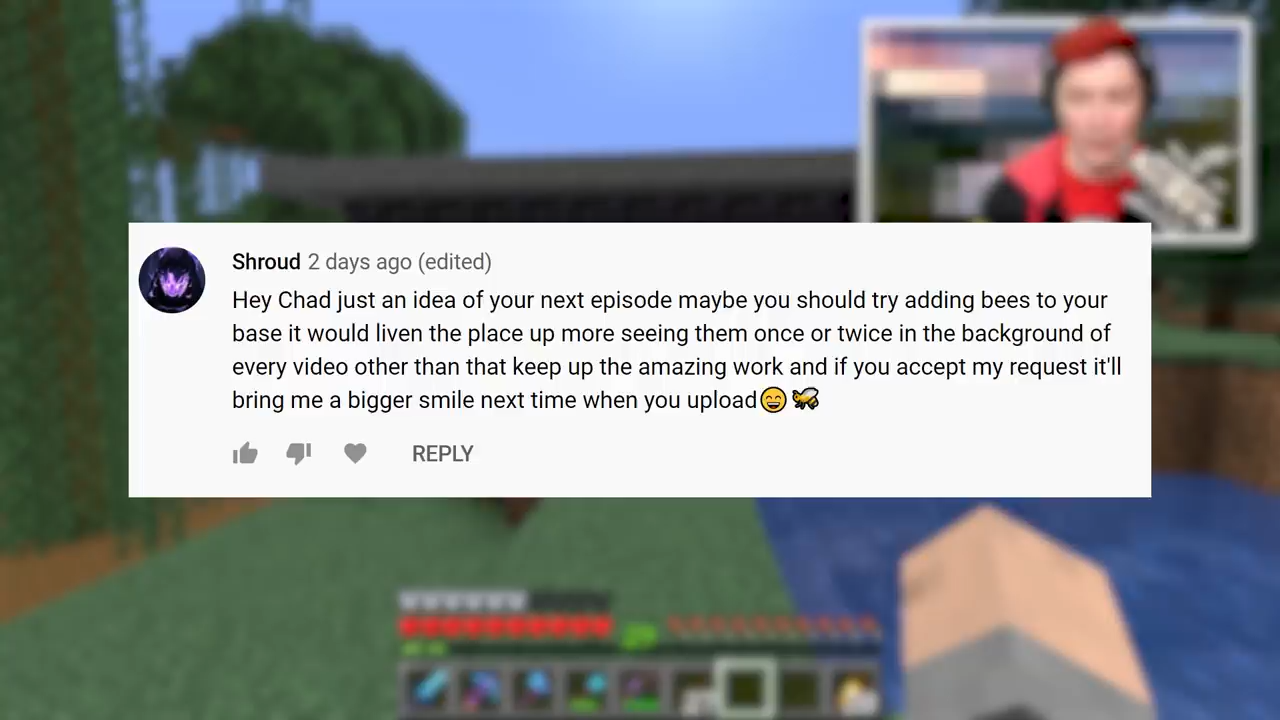 Shroud 2 days ago (edited)
Hey Chad just an idea of your next episode maybe you should try adding bees to your
base it would liven the place up more seeing them once or twice in the background of
every video other than that keep up the amazing work and if you accept my request it'll
bring me a bigger smile next time when you upload😄🐝
REPLY